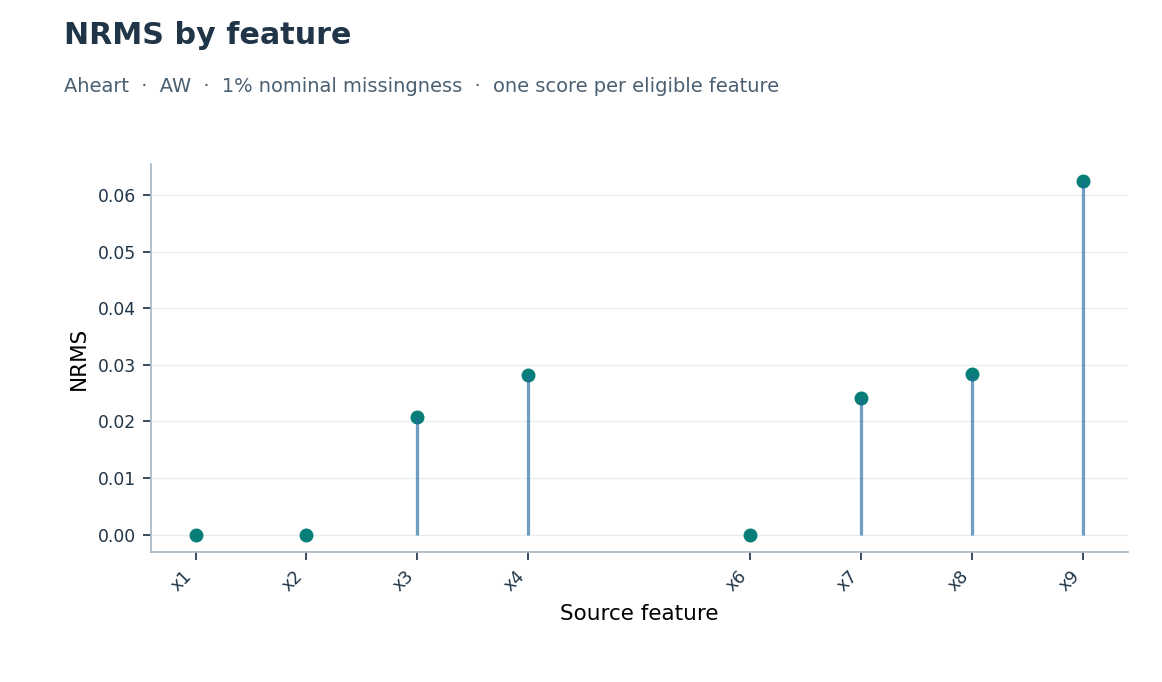 NRMS by feature
Aheart · AW · 1% nominal missingness · one score per eligible feature
0.06
0.05
0.04
0.03
0.02
0.01
0.00
NRMS
x1 x2 x3 x4 x6 x7 x8 x9
Source feature